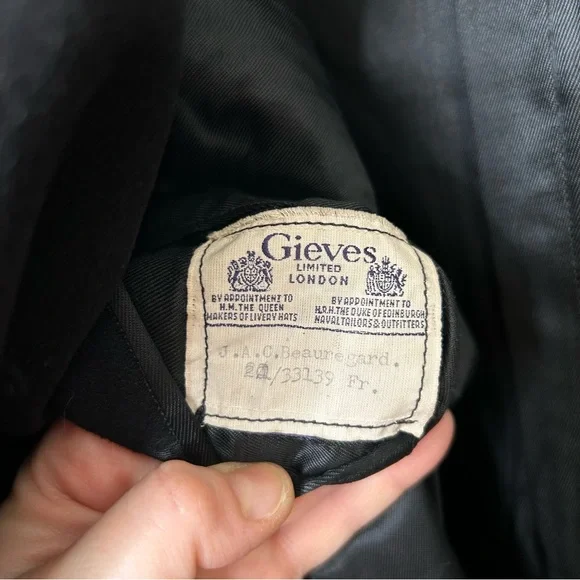 Gieves
LIMITED
LONDON
BY APPOINTMENT TO
H.M. THE QUEEN
MAKERS OF LIVERY HATS
BY APPOINTMENT TO
H.R.H. THE DUKE OF EDINBURGH
NAVAL TAILORS & OUTFITTERS
J.A.C.Beauregard.
/33139 Fr.